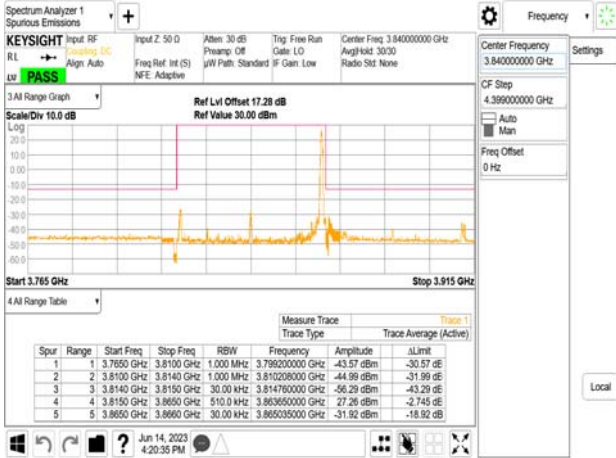 Spectrum Analyzer 1
Spurious Emissions
Frequency
KEYSIGHT
Input: RF
Coupling: DC
Align: Auto
Input Z: 50 Ω
Freq Ref: Int (S)
NFE: Adaptive
Atten: 30 dB
Preamp: Off
µW Path: Standard
Trig: Free Run
Gate: LO
IF Gain: Low
Center Freq: 3.840000000 GHz
Avg|Hold: 30/30
Radio Std: None
RL
LV PASS
Center Frequency
3.840000000 GHz
Settings
CF Step
4.399000000 GHz
Auto
Man
Freq Offset
0 Hz
Local
3 All Range Graph
Scale/Div 10.0 dB
Ref Lvl Offset 17.28 dB
Ref Value 30.00 dBm
Log
20.0
10.0
0.00
-10.0
-20.0
-30.0
-40.0
-50.0
-60.0
Start 3.765 GHz
Stop 3.915 GHz
4 All Range Table
Measure Trace Trace 1
Trace Type Trace Average (Active)
Spur Range Start Freq Stop Freq RBW Frequency Amplitude ΔLimit
1 1 3.7650 GHz 3.8100 GHz 1.000 MHz 3.799200000 GHz -43.57 dBm -30.57 dB
2 2 3.8100 GHz 3.8140 GHz 1.000 MHz 3.810208000 GHz -44.99 dBm -31.99 dB
3 3 3.8140 GHz 3.8150 GHz 30.00 kHz 3.814760000 GHz -56.29 dBm -43.29 dB
4 4 3.8150 GHz 3.8650 GHz 510.0 kHz 3.863650000 GHz 27.26 dBm -2.745 dB
5 5 3.8650 GHz 3.8660 GHz 30.00 kHz 3.865035000 GHz -31.92 dBm -18.92 dB
Jun 14, 2023
4:20:35 PM